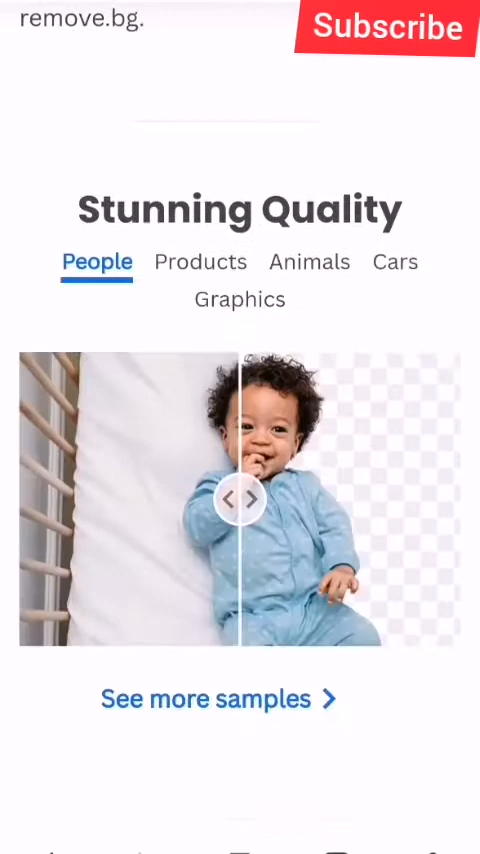 remove.bg.
Subscribe
Stunning Quality
People Products Animals Cars
Graphics
See more samples